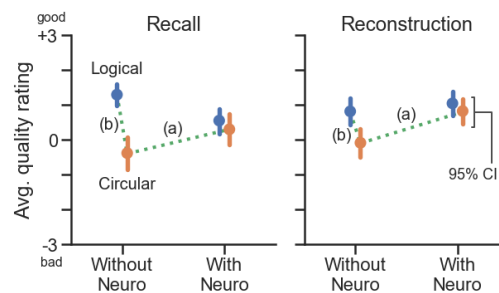 good
+3
Recall
Reconstruction
Logical
(b)
(a)
(a)
(b)
0
Avg. quality rating
Circular
95% CI
-3
bad
Without
Neuro
With
Neuro
Without
Neuro
With
Neuro